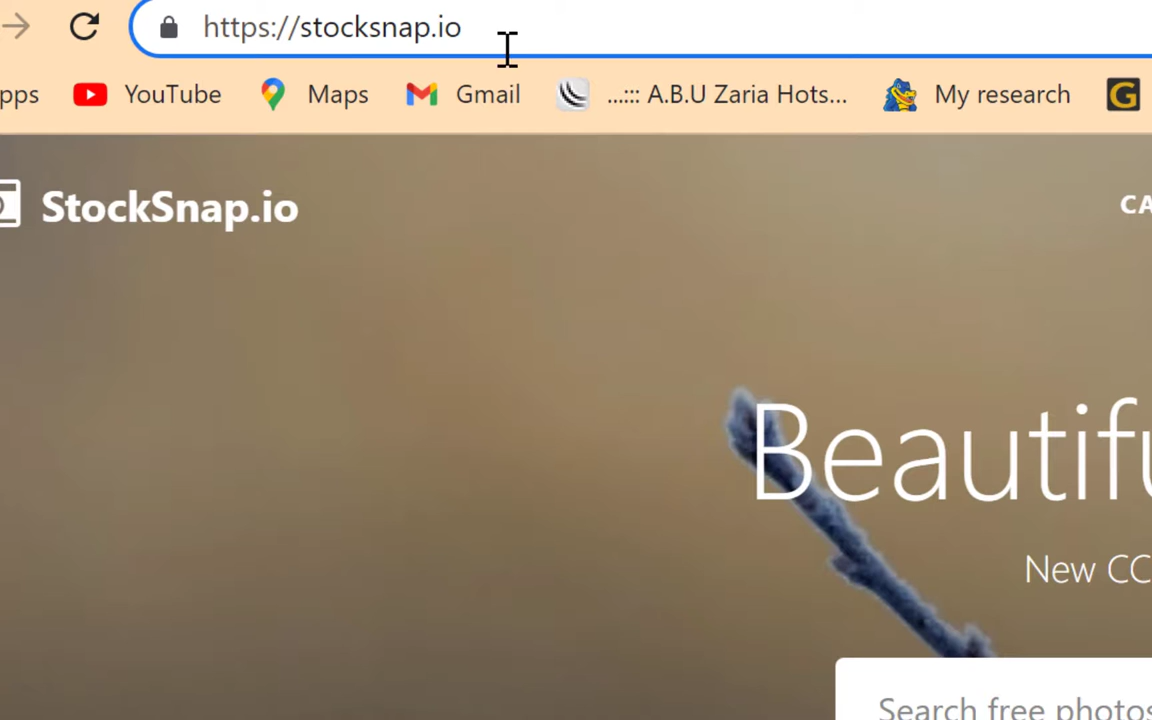 https://stocksnap.io
pps YouTube Maps Gmail ...::: A.B.U Zaria Hots... My research G
StockSnap.io CA
Beautifu
New CC
Search free photos